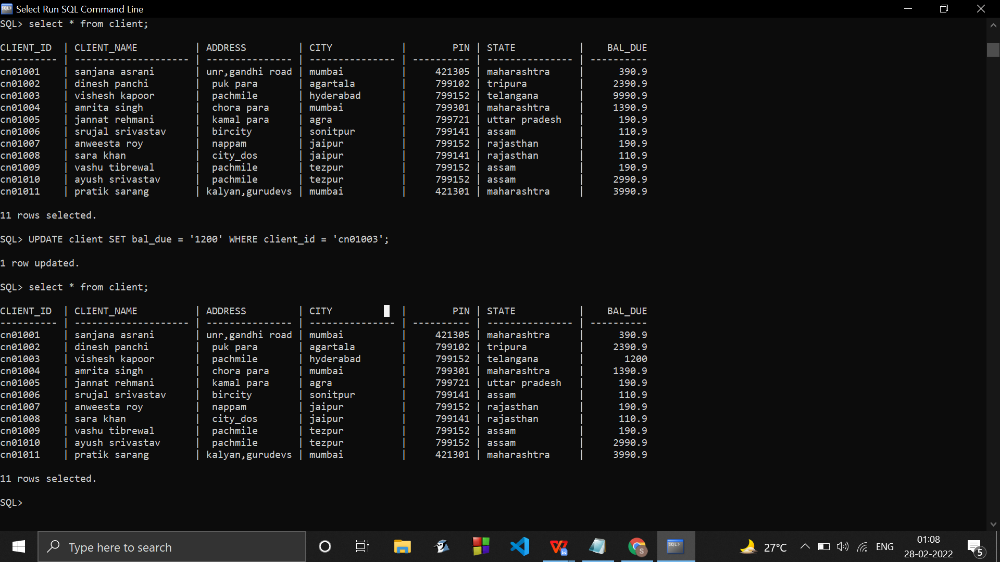 Select Run SQL Command Line
SQL> select * from client;
CLIENT_ID | CLIENT_NAME | ADDRESS | CITY | PIN | STATE | BAL_DUE
---------- | -------------------- | --------------- | --------------- | ---------- | --------------- | ----------
cn01001 | sanjana asrani | unr,gandhi road | mumbai | 421305 | maharashtra | 390.9
cn01002 | dinesh panchi | puk para | agartala | 799102 | tripura | 2390.9
cn01003 | vishesh kapoor | pachmile | hyderabad | 799152 | telangana | 9990.9
cn01004 | amrita singh | chora para | mumbai | 799301 | maharashtra | 1390.9
cn01005 | jannat rehmani | kamal para | agra | 799721 | uttar pradesh | 190.9
cn01006 | srujal srivastav | bircity | sonitpur | 799141 | assam | 110.9
cn01007 | anweesta roy | nappam | jaipur | 799152 | rajasthan | 190.9
cn01008 | sara khan | city_dos | jaipur | 799141 | rajasthan | 110.9
cn01009 | vashu tibrewal | pachmile | tezpur | 799152 | assam | 190.9
cn01010 | ayush srivastav | pachmile | tezpur | 799152 | assam | 2990.9
cn01011 | pratik sarang | kalyan,gurudevs | mumbai | 421301 | maharashtra | 3990.9
11 rows selected.
SQL> UPDATE client SET bal_due = '1200' WHERE client_id = 'cn01003';
1 row updated.
SQL> select * from client;
CLIENT_ID | CLIENT_NAME | ADDRESS | CITY | PIN | STATE | BAL_DUE
---------- | -------------------- | --------------- | --------------- | ---------- | --------------- | ----------
cn01001 | sanjana asrani | unr,gandhi road | mumbai | 421305 | maharashtra | 390.9
cn01002 | dinesh panchi | puk para | agartala | 799102 | tripura | 2390.9
cn01003 | vishesh kapoor | pachmile | hyderabad | 799152 | telangana | 1200
cn01004 | amrita singh | chora para | mumbai | 799301 | maharashtra | 1390.9
cn01005 | jannat rehmani | kamal para | agra | 799721 | uttar pradesh | 190.9
cn01006 | srujal srivastav | bircity | sonitpur | 799141 | assam | 110.9
cn01007 | anweesta roy | nappam | jaipur | 799152 | rajasthan | 190.9
cn01008 | sara khan | city_dos | jaipur | 799141 | rajasthan | 110.9
cn01009 | vashu tibrewal | pachmile | tezpur | 799152 | assam | 190.9
cn01010 | ayush srivastav | pachmile | tezpur | 799152 | assam | 2990.9
cn01011 | pratik sarang | kalyan,gurudevs | mumbai | 421301 | maharashtra | 3990.9
11 rows selected.
SQL>
Type here to search
27°C
ENG
01:08
28-02-2022
5